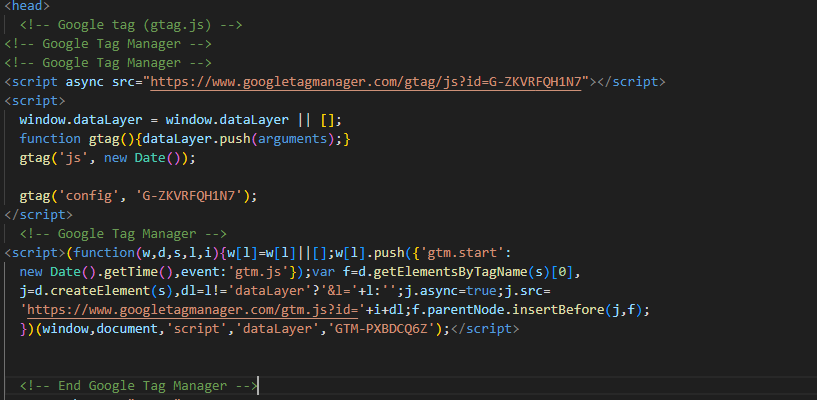 <head>
<!-- Google tag (gtag.js) -->
<!-- Google Tag Manager -->
<!-- Google Tag Manager -->
<script async src="https://www.googletagmanager.com/gtag/js?id=G-ZKVRFQH1N7"></script>
<script>
window.dataLayer = window.dataLayer || [];
function gtag(){dataLayer.push(arguments);}
gtag('js', new Date());
gtag('config', 'G-ZKVRFQH1N7');
</script>
<!-- Google Tag Manager -->
<script>(function(w,d,s,l,i){w[l]=w[l]||[];w[l].push({'gtm.start':
new Date().getTime(),event:'gtm.js'});var f=d.getElementsByTagName(s)[0],
j=d.createElement(s),dl=l!='dataLayer'?'&l='+l:'';j.async=true;j.src=
'https://www.googletagmanager.com/gtm.js?id='+i+dl;f.parentNode.insertBefore(j,f);
})(window,document,'script','dataLayer','GTM-PXBDCQ6Z');</script>
<!-- End Google Tag Manager -->